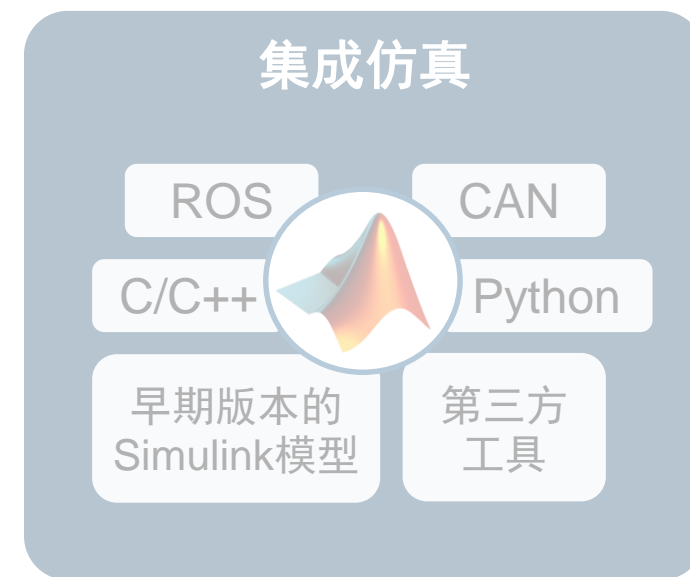 集成仿真
ROS
CAN
C/C++
Python
早期版本的
Simulink模型
第三方
工具